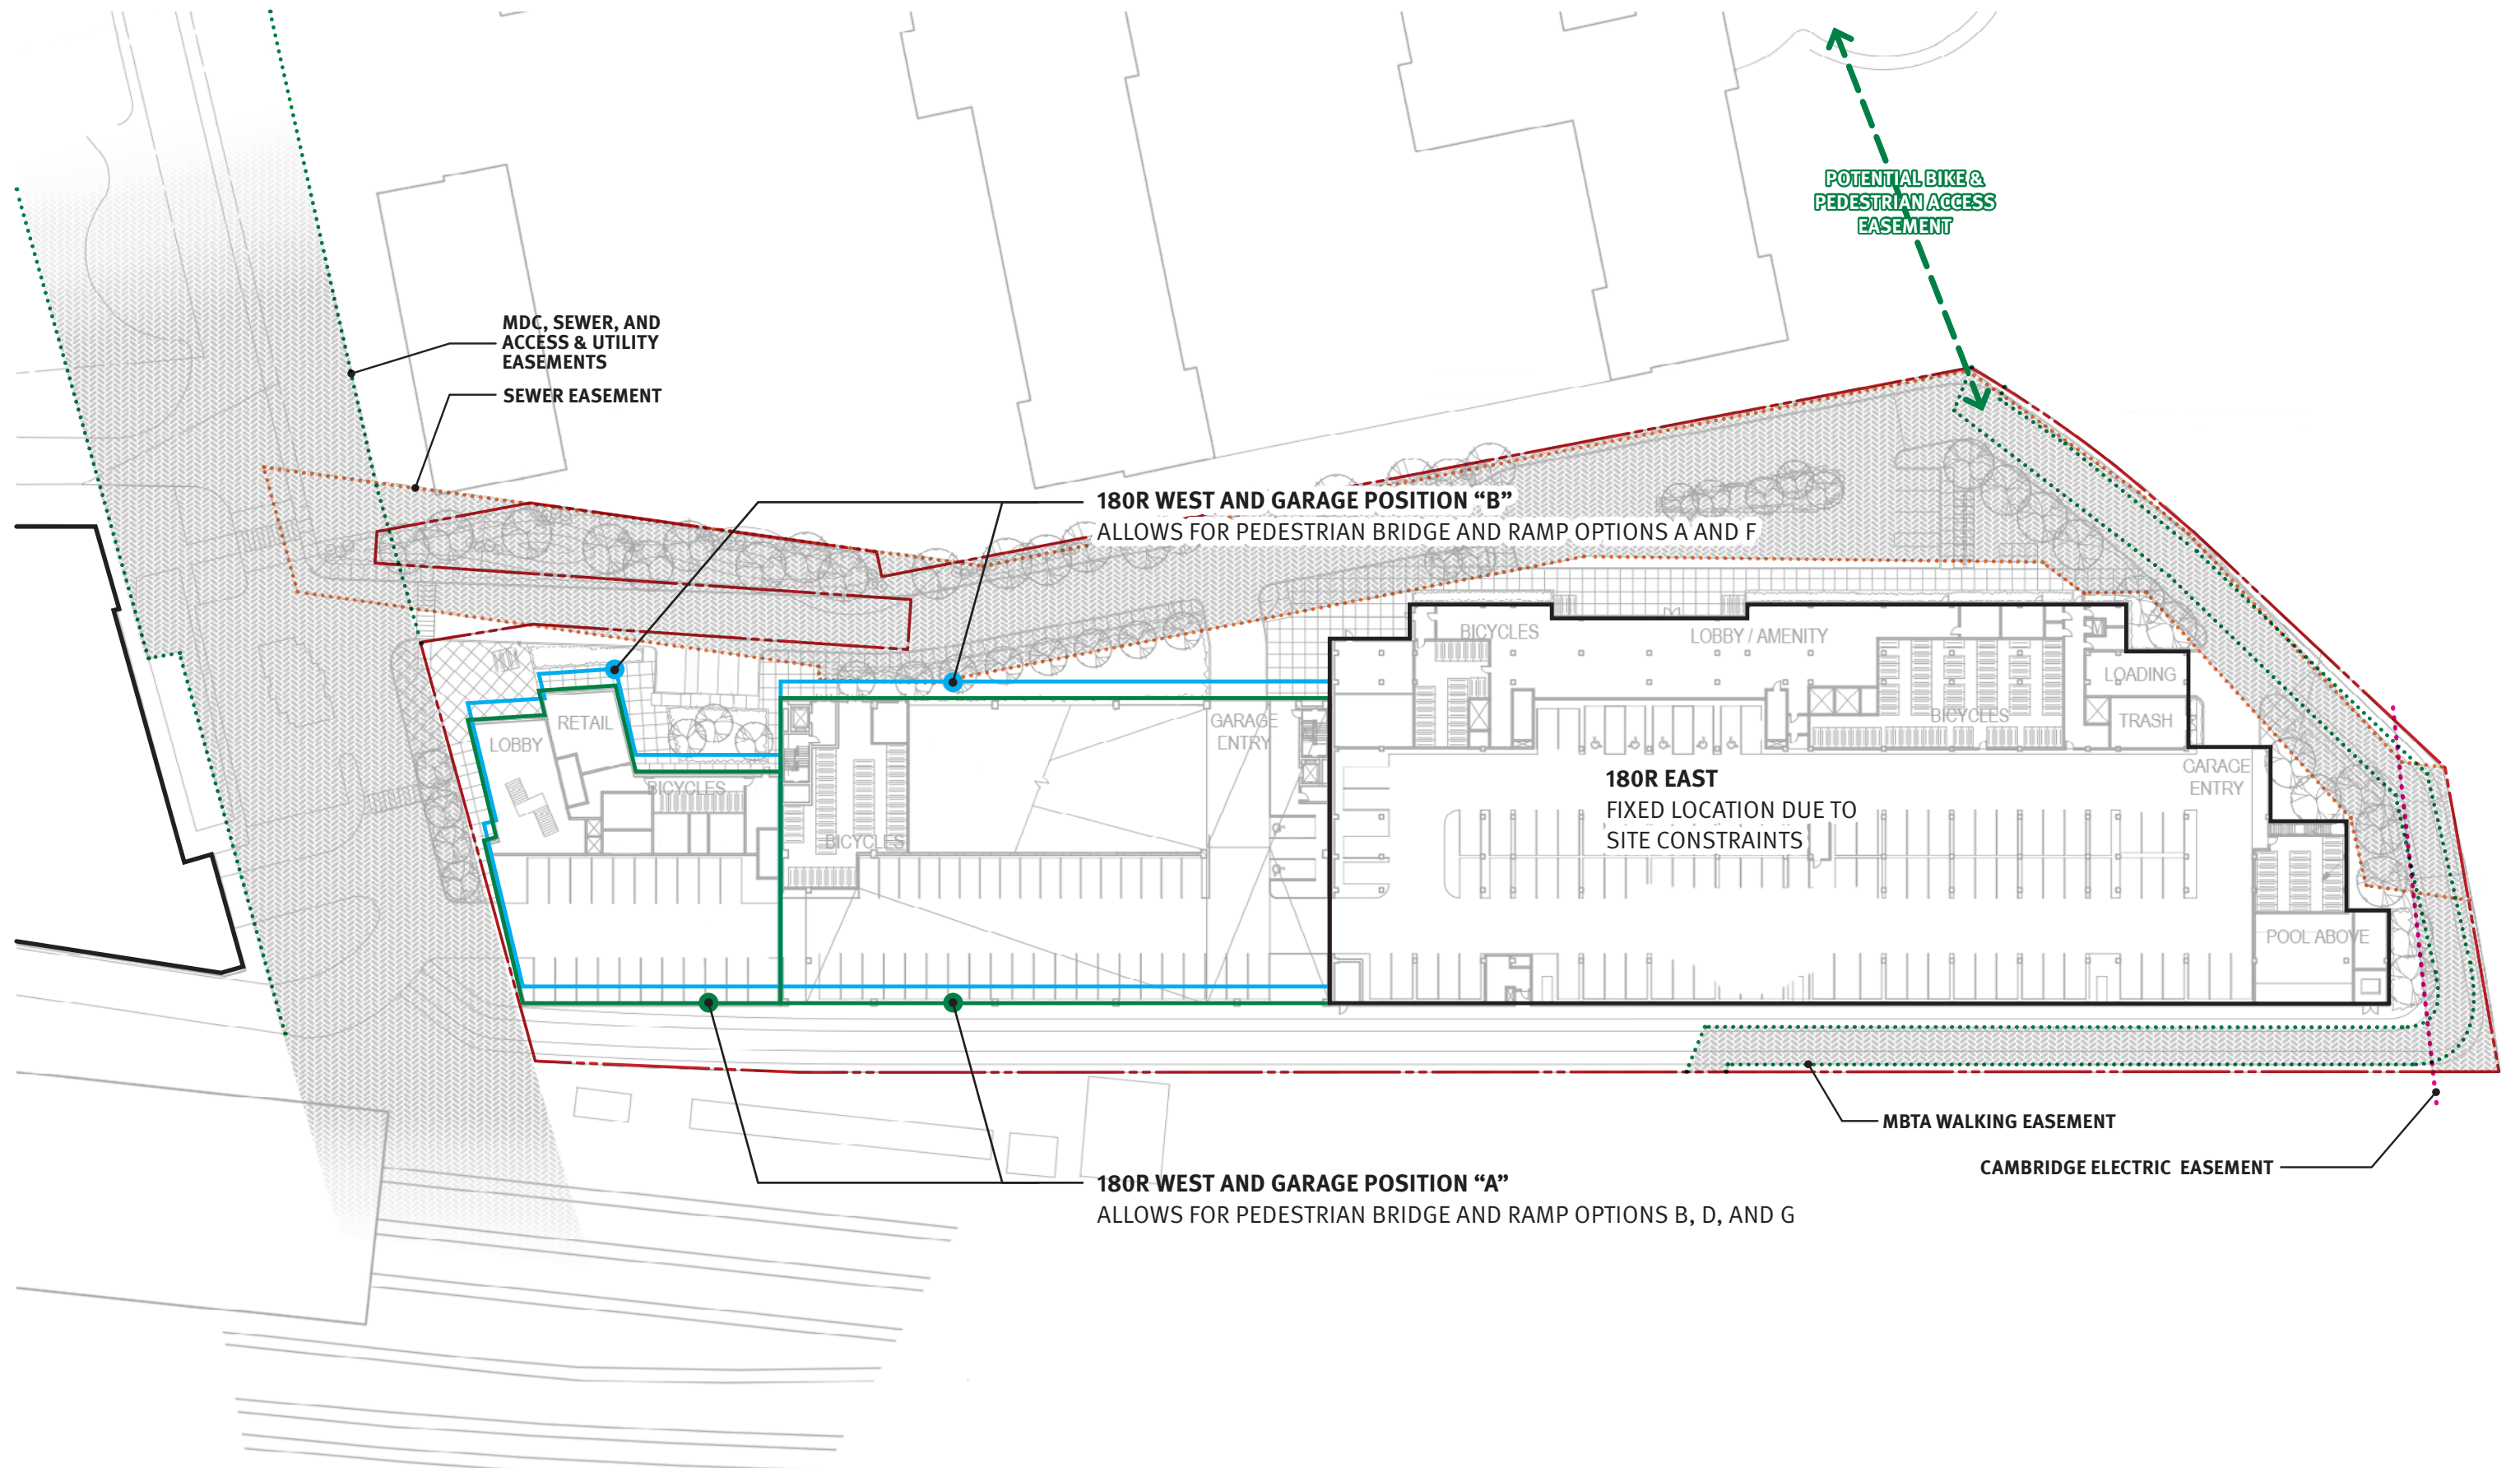 POTENTIAL BIKE &
PEDESTRIAN ACCESS
EASEMENT
MDC, SEWER, AND
ACCESS & UTILITY
EASEMENTS
SEWER EASEMENT
180R WEST AND GARAGE POSITION “B”
ALLOWS FOR PEDESTRIAN BRIDGE AND RAMP OPTIONS A AND F
BICYCLES
LOBBY / AMENITY
M
LOADING
TRASH
BICYCLES
RETAIL
LOBBY
GARAGE
ENTRY
BICYCLES
BICYCLES
180R EAST
FIXED LOCATION DUE TO
SITE CONSTRAINTS
GARAGE
ENTRY
POOL ABOVE
MBTA WALKING EASEMENT
CAMBRIDGE ELECTRIC EASEMENT
180R WEST AND GARAGE POSITION “A”
ALLOWS FOR PEDESTRIAN BRIDGE AND RAMP OPTIONS B, D, AND G